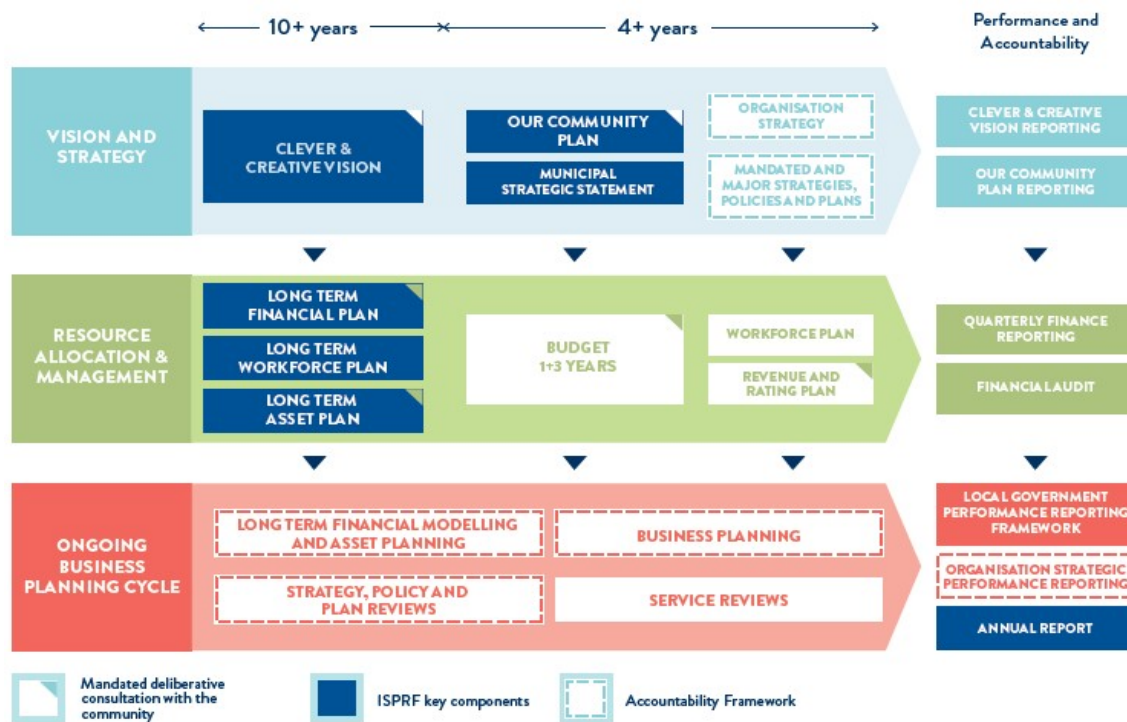 10+ years
4+ years
Performance and
Accountability
VISION AND
STRATEGY
CLEVER &
CREATIVE VISION
OUR COMMUNITY
PLAN
MUNICIPAL
STRATEGIC STATEMENT
ORGANISATION
STRATEGY
MANDATED AND
MAJOR STRATEGIES,
POLICIES AND PLANS
CLEVER & CREATIVE
VISION REPORTING
OUR COMMUNITY
PLAN REPORTING
RESOURCE
ALLOCATION &
MANAGEMENT
LONG TERM
FINANCIAL PLAN
LONG TERM
WORKFORCE PLAN
LONG TERM
ASSET PLAN
BUDGET
1+3 YEARS
WORKFORCE PLAN
REVENUE AND
RATING PLAN
QUARTERLY FINANCE
REPORTING
FINANCIAL AUDIT
ONGOING
BUSINESS
PLANNING CYCLE
LONG TERM FINANCIAL MODELLING
AND ASSET PLANNING
BUSINESS PLANNING
STRATEGY, POLICY AND
PLAN REVIEWS
SERVICE REVIEWS
LOCAL GOVERNMENT
PERFORMANCE REPORTING
FRAMEWORK
ORGANISATION STRATEGIC
PERFORMANCE REPORTING
ANNUAL REPORT
Mandated deliberative
consultation with the
community
ISPRF key components
Accountability Framework